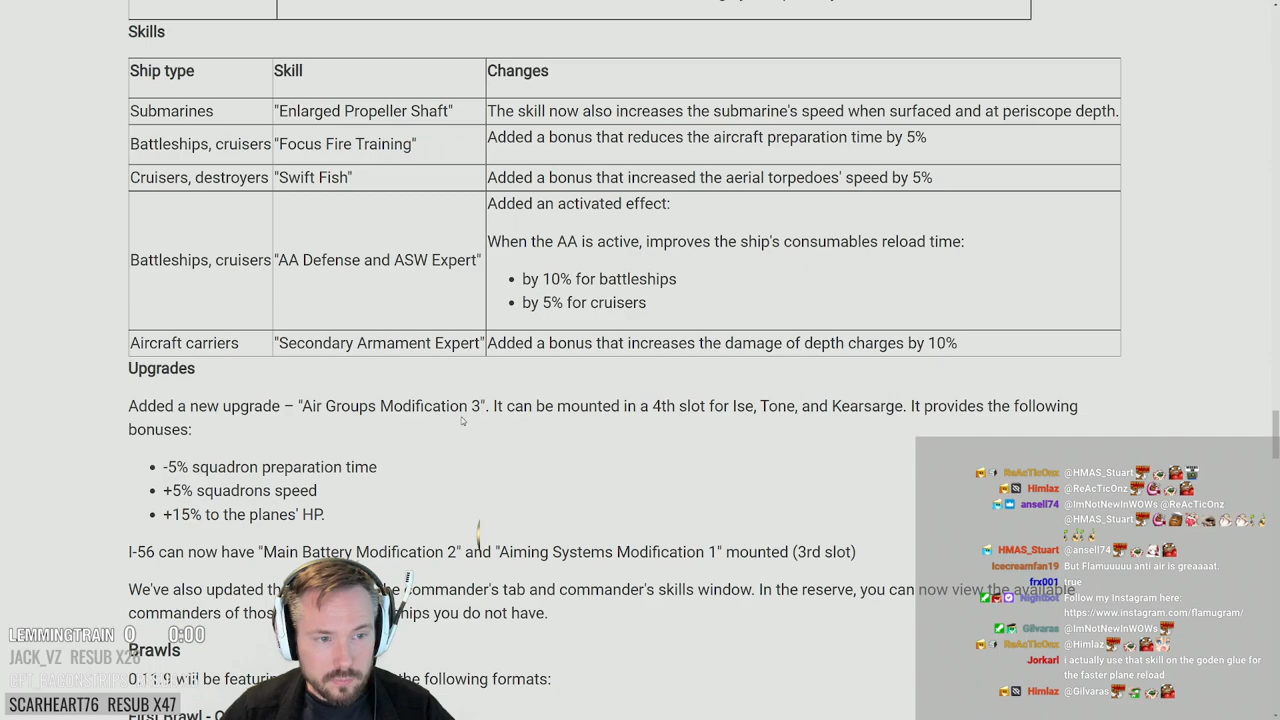 Skills
Ship type Skill Changes
Submarines "Enlarged Propeller Shaft" The skill now also increases the submarine's speed when surfaced and at periscope depth.
Battleships, cruisers "Focus Fire Training" Added a bonus that reduces the aircraft preparation time by 5%
Cruisers, destroyers "Swift Fish" Added a bonus that increased the aerial torpedoes' speed by 5%
Added an activated effect:
When the AA is active, improves the ship's consumables reload time:
Battleships, cruisers "AA Defense and ASW Expert"
• by 10% for battleships
• by 5% for cruisers
Aircraft carriers "Secondary Armament Expert" Added a bonus that increases the damage of depth charges by 10%
Upgrades
Added a new upgrade – "Air Groups Modification 3". It can be mounted in a 4th slot for Ise, Tone, and Kearsarge. It provides the following
bonuses:
• -5% squadron preparation time
• +5% squadrons speed
• +15% to the planes' HP.
I-56 can now have "Main Battery Modification 2" and "Aiming Systems Modification 1" mounted (3rd slot)
We've also updated commander's tab and commander's skills window. In the reserve, you can now view the available
commanders of those you do not have.
Brawls
0.11.9 will be the following formats:
First Brawl
LEMMINGTRAIN 0 0:00
JACK_VZ RESUB X26
SCARHEART76 RESUB X47
ReAcTicOnz @HMAS_Stuart
Himlaz @ReAcTicOnz
ansell74 @ImNotNewInWOWs @ReAcTicOnz
@HMAS_Stuart
HMAS_Stuart @ansell74
Icecreamfan19 But Flamuuuuu anti air is greaaaat.
frx001 true
Nightbot Follow my Instagram here:
https://www.instagram.com/flamugram/
Gilvaras @ImNotNewInWOWs
ReAcTicOnz @Himlaz
Jorkarl i actually use that skill on the goden glue for
the faster plane reload
Himlaz @Gilvaras